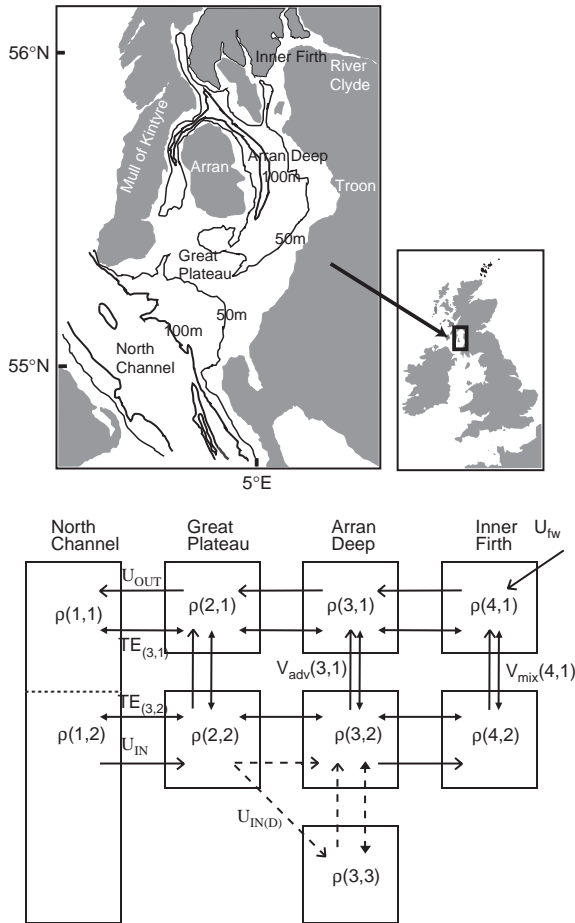 56°N
Inner Firth
River
Clyde
Mull of Kintyre
Arran
Arran Deep
100m
Troon
50m
Great
Plateau
50m
100m
North
Channel
55°N
5°E
North
Channel
Great
Plateau
Arran
Deep
Inner
Firth
U_fw
U_OUT
ρ(1,1)
ρ(2,1)
ρ(3,1)
ρ(4,1)
TE_(3,1)
V_adv(3,1)
V_mix(4,1)
TE_(3,2)
ρ(1,2)
ρ(2,2)
ρ(3,2)
ρ(4,2)
U_IN
U_IN(D)
ρ(3,3)